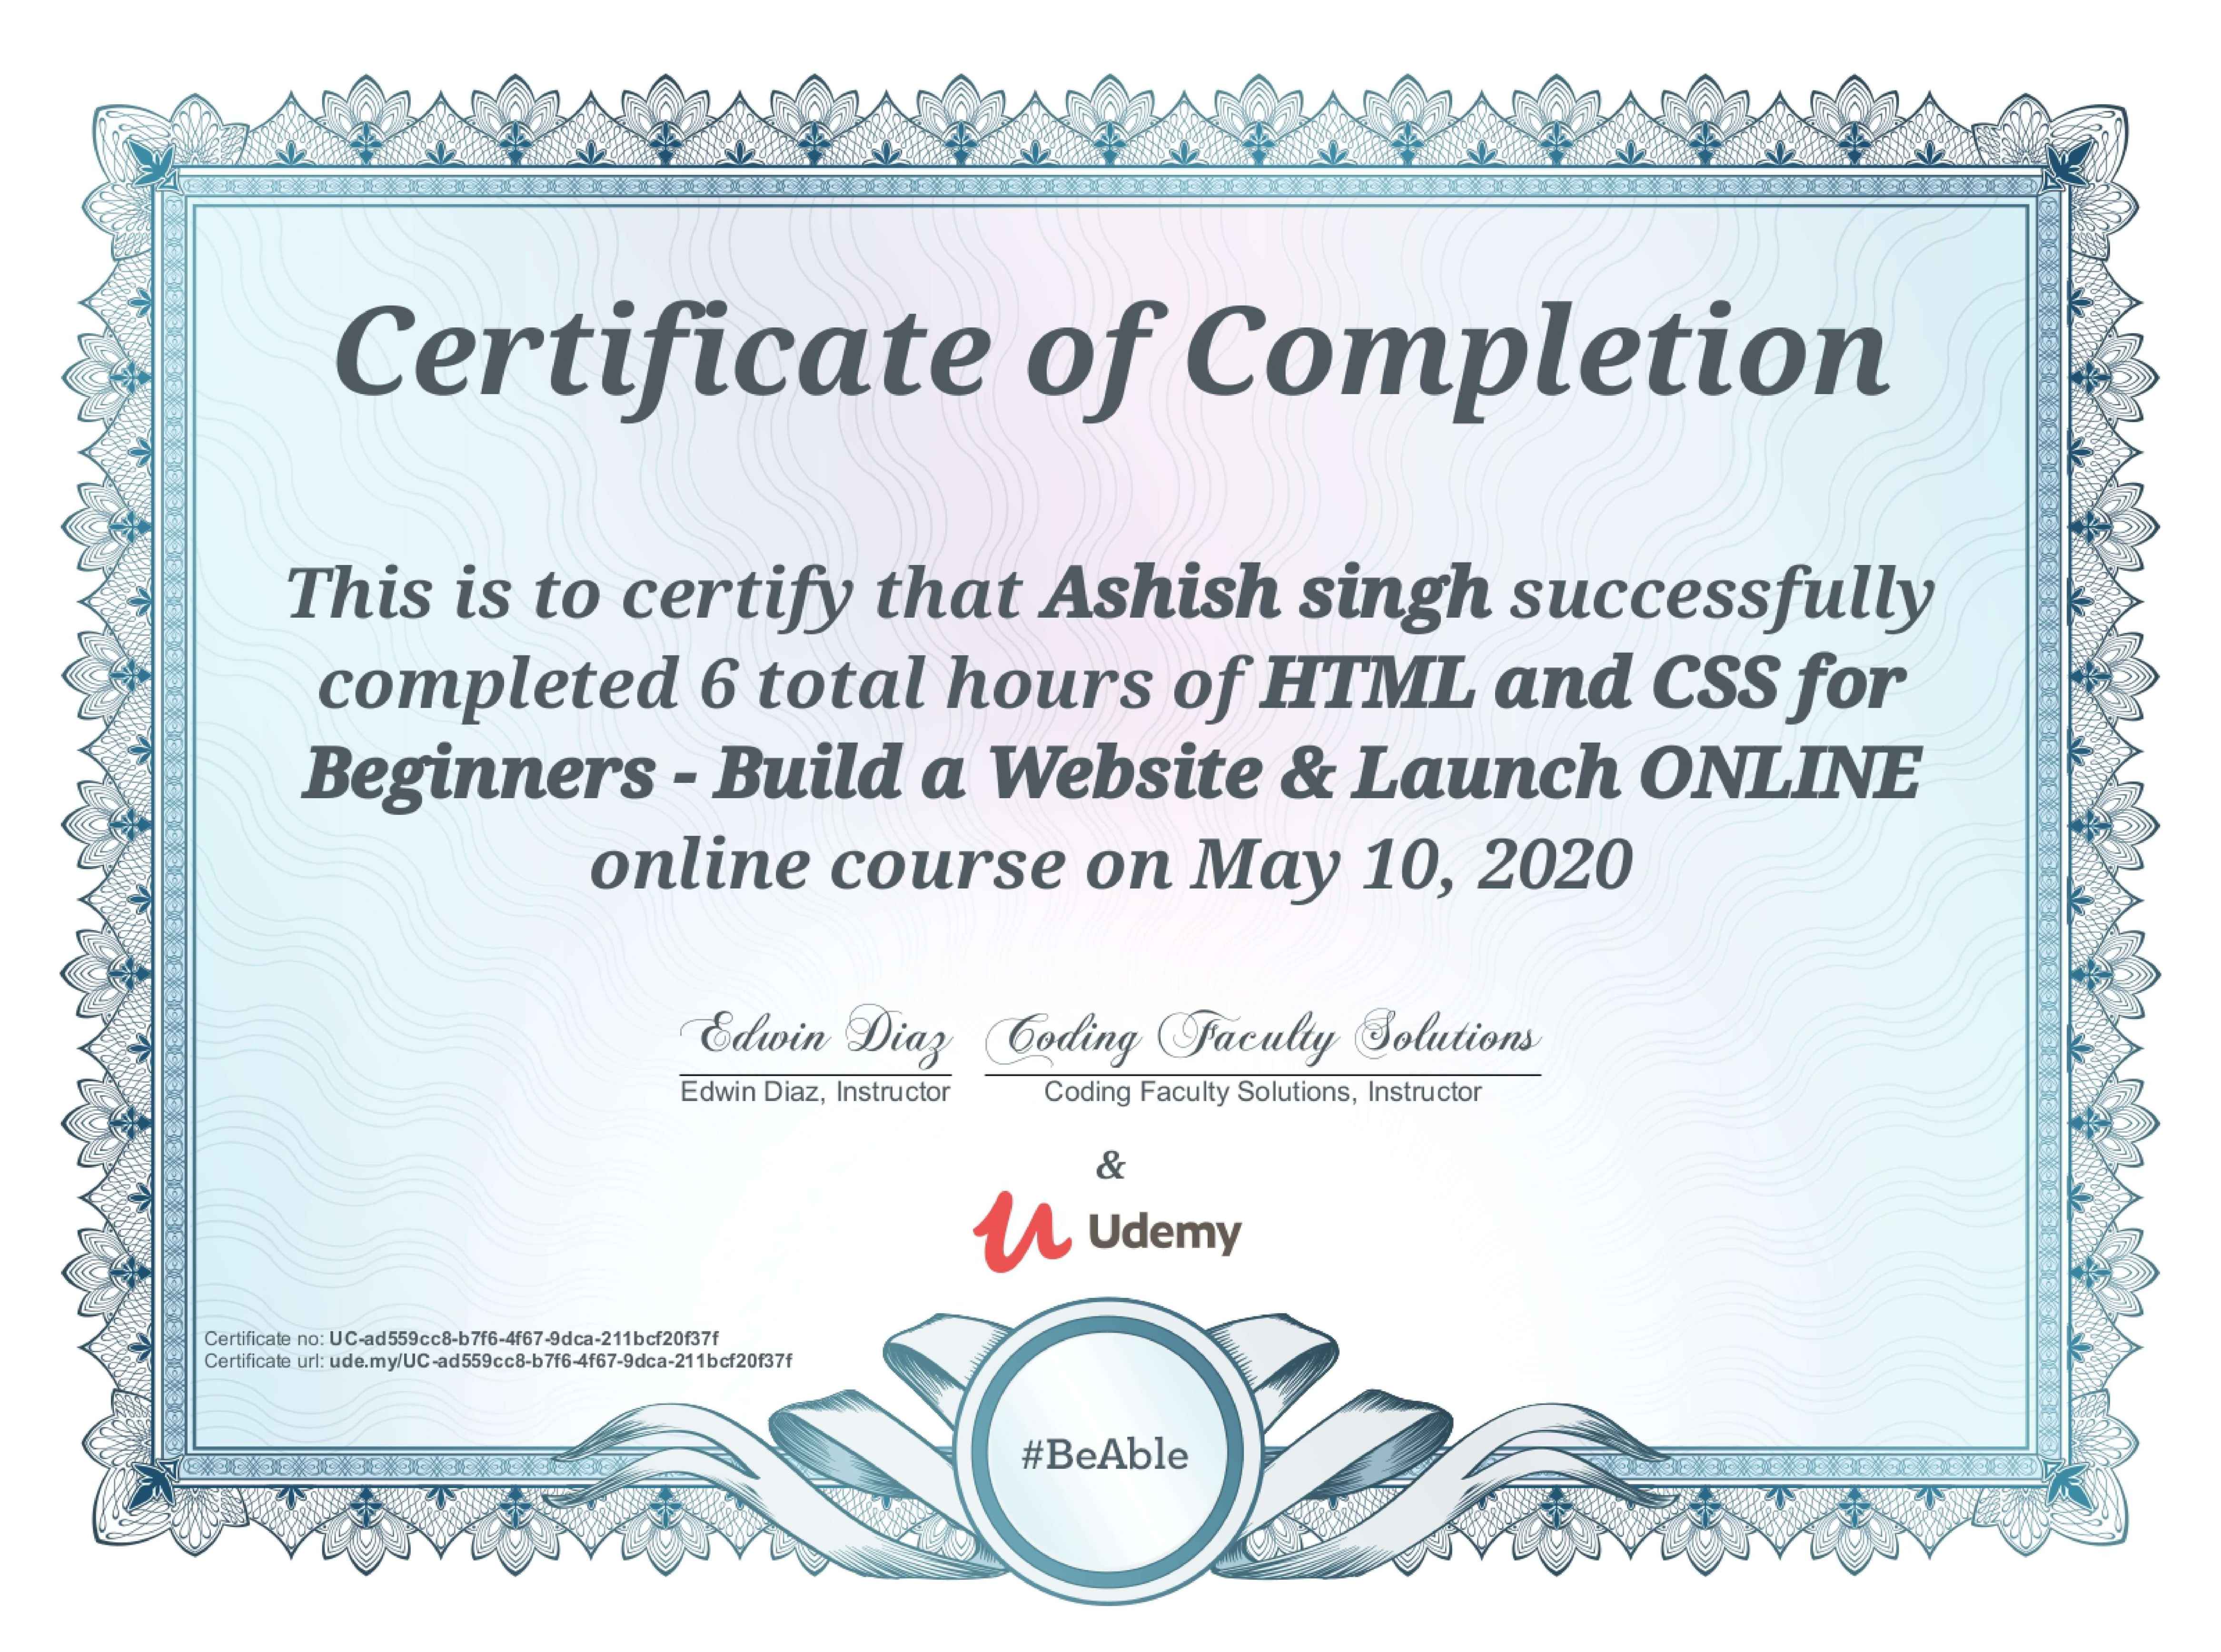 Certificate of Completion
This is to certify that Ashish singh successfully
completed 6 total hours of HTML and CSS for
Beginners - Build a Website & Launch ONLINE
online course on May 10, 2020
Edwin Diaz Coding Faculty Solutions
Edwin Diaz, Instructor Coding Faculty Solutions, Instructor
&
Udemy
Certificate no: UC-ad559cc8-b7f6-4f67-9dca-211bcf20f37f
Certificate url: ude.my/UC-ad559cc8-b7f6-4f67-9dca-211bcf20f37f
#BeAble